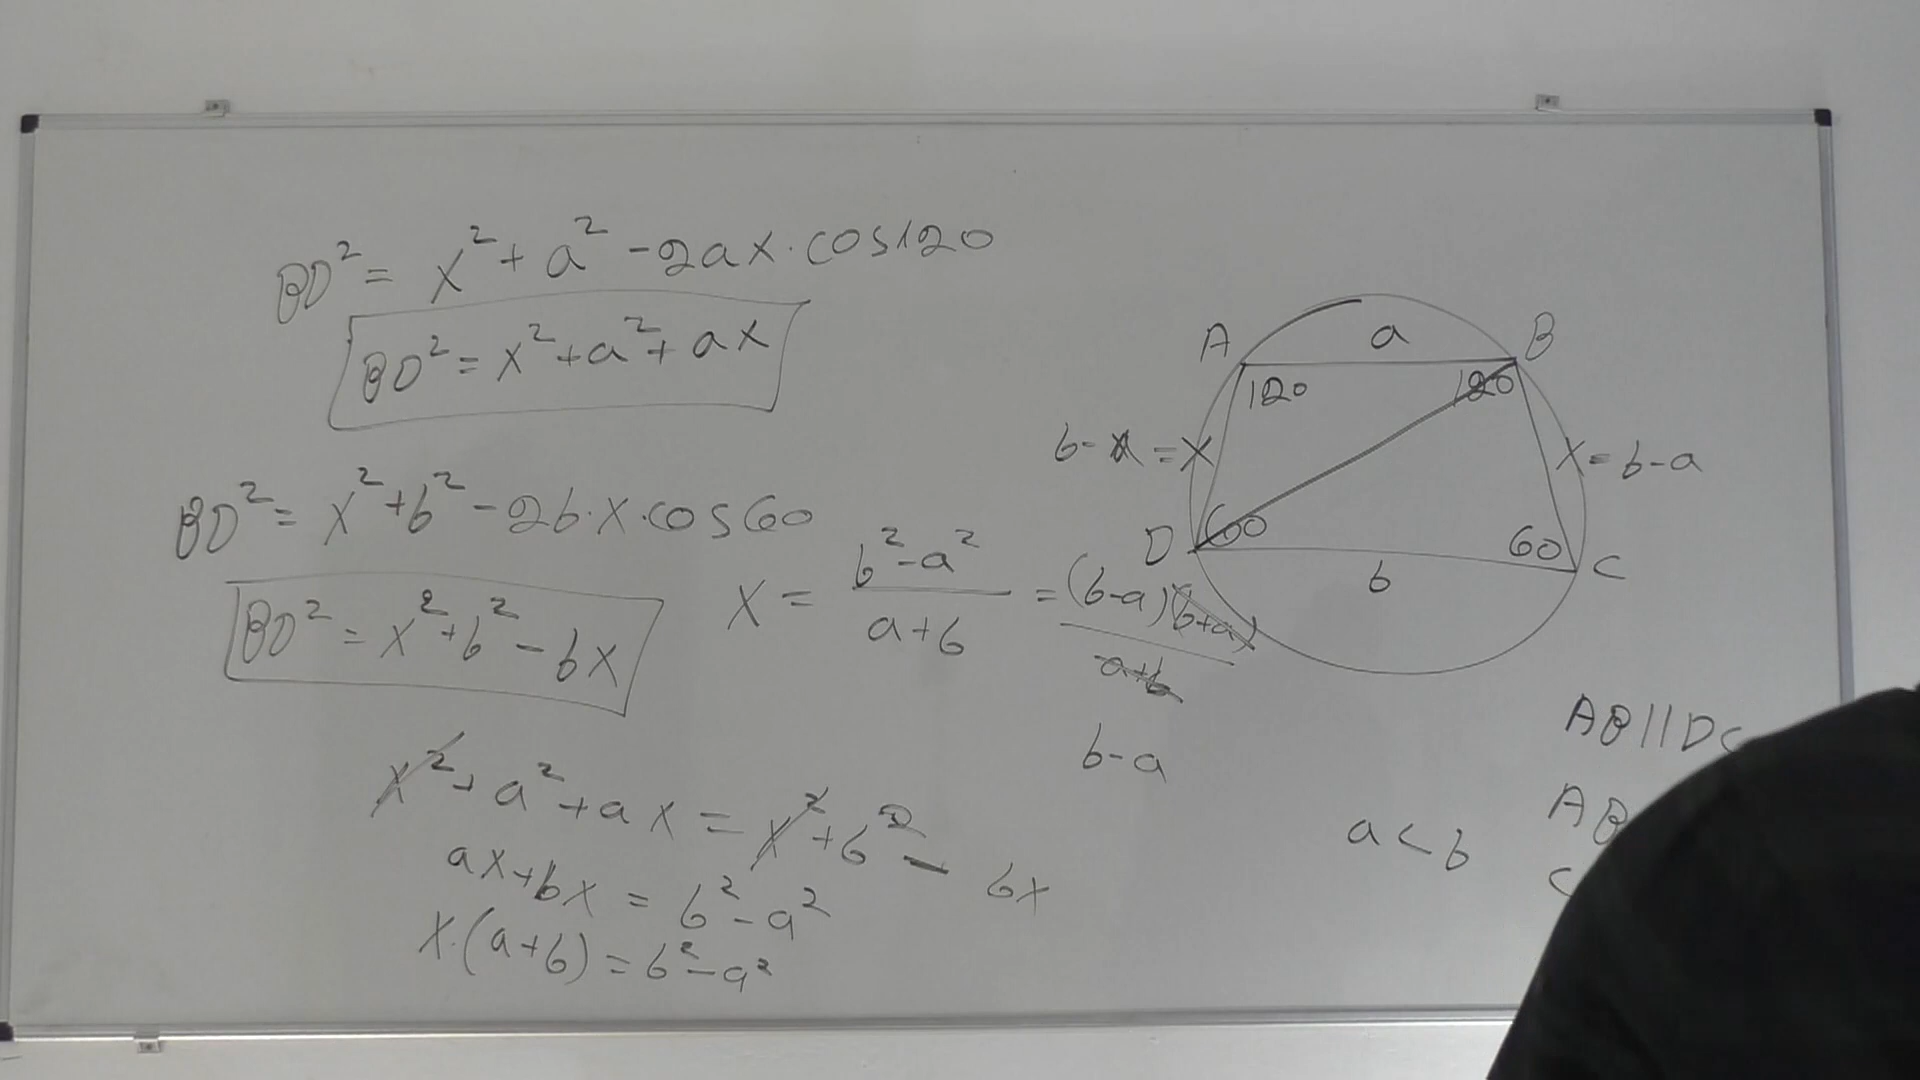 BD² = x² + a² - 2ax · cos120
BD² = x² + a² + ax
BD² = x² + b² - 2b · x · cos60
BD² = x² + b² - bx
x² + a² + ax = x² + b² - bx
ax + bx = b² - a²
x · (a+b) = b² - a²
x = b² - a² / a+b = (b-a)(b+a) / a+b
b-a
A a B
120 120
b- = x
x = b-a
D 60 60 C
b
AB||DC
a < b
AB
C